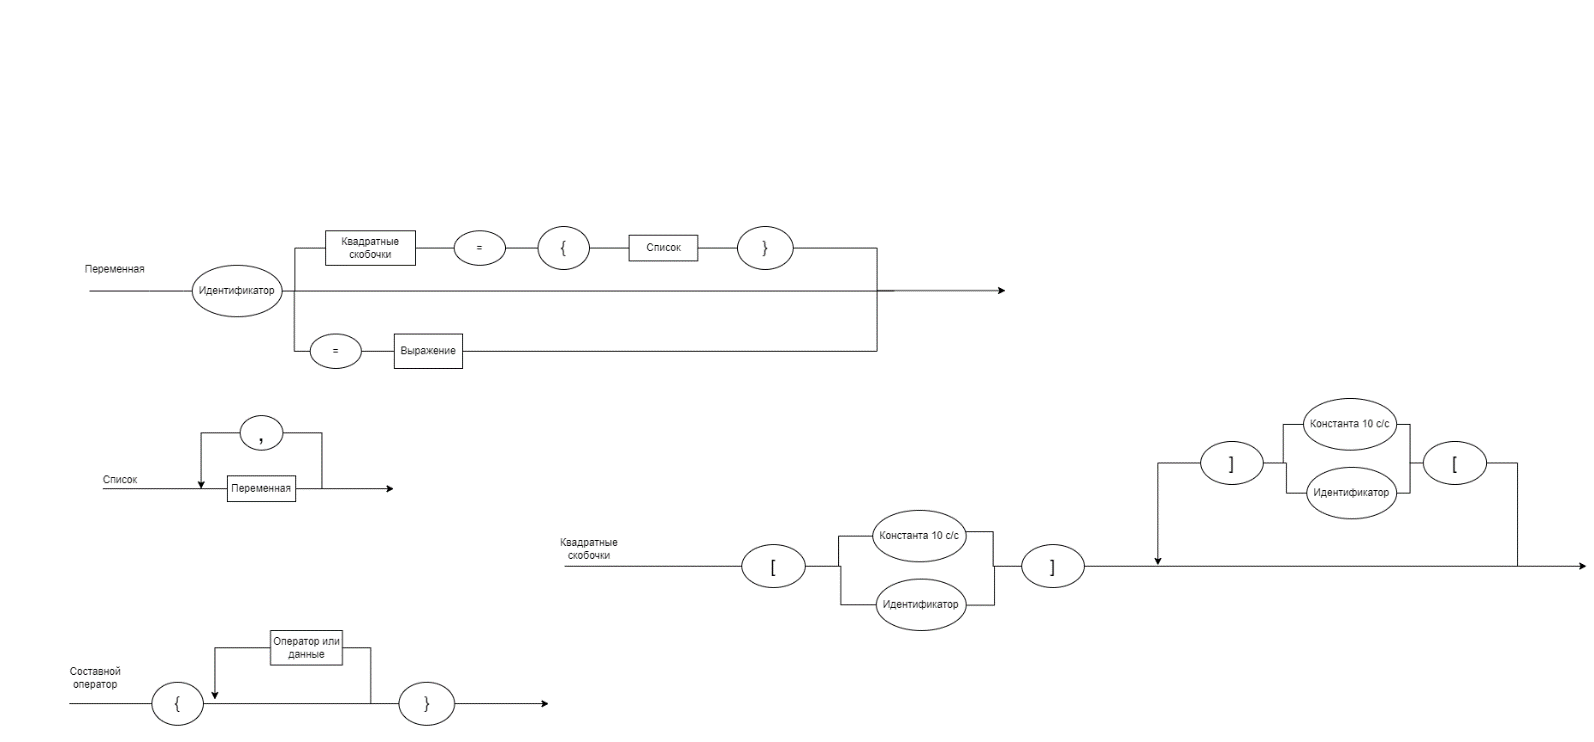 Переменная
Идентификатор
Квадратные
скобочки
=
{
Список
}
=
Выражение
Список
,
Переменная
Квадратные
скобочки
[
Константа 10 с/с
Идентификатор
]
]
Константа 10 с/с
Идентификатор
[
Составной
оператор
{
Оператор или
данные
}